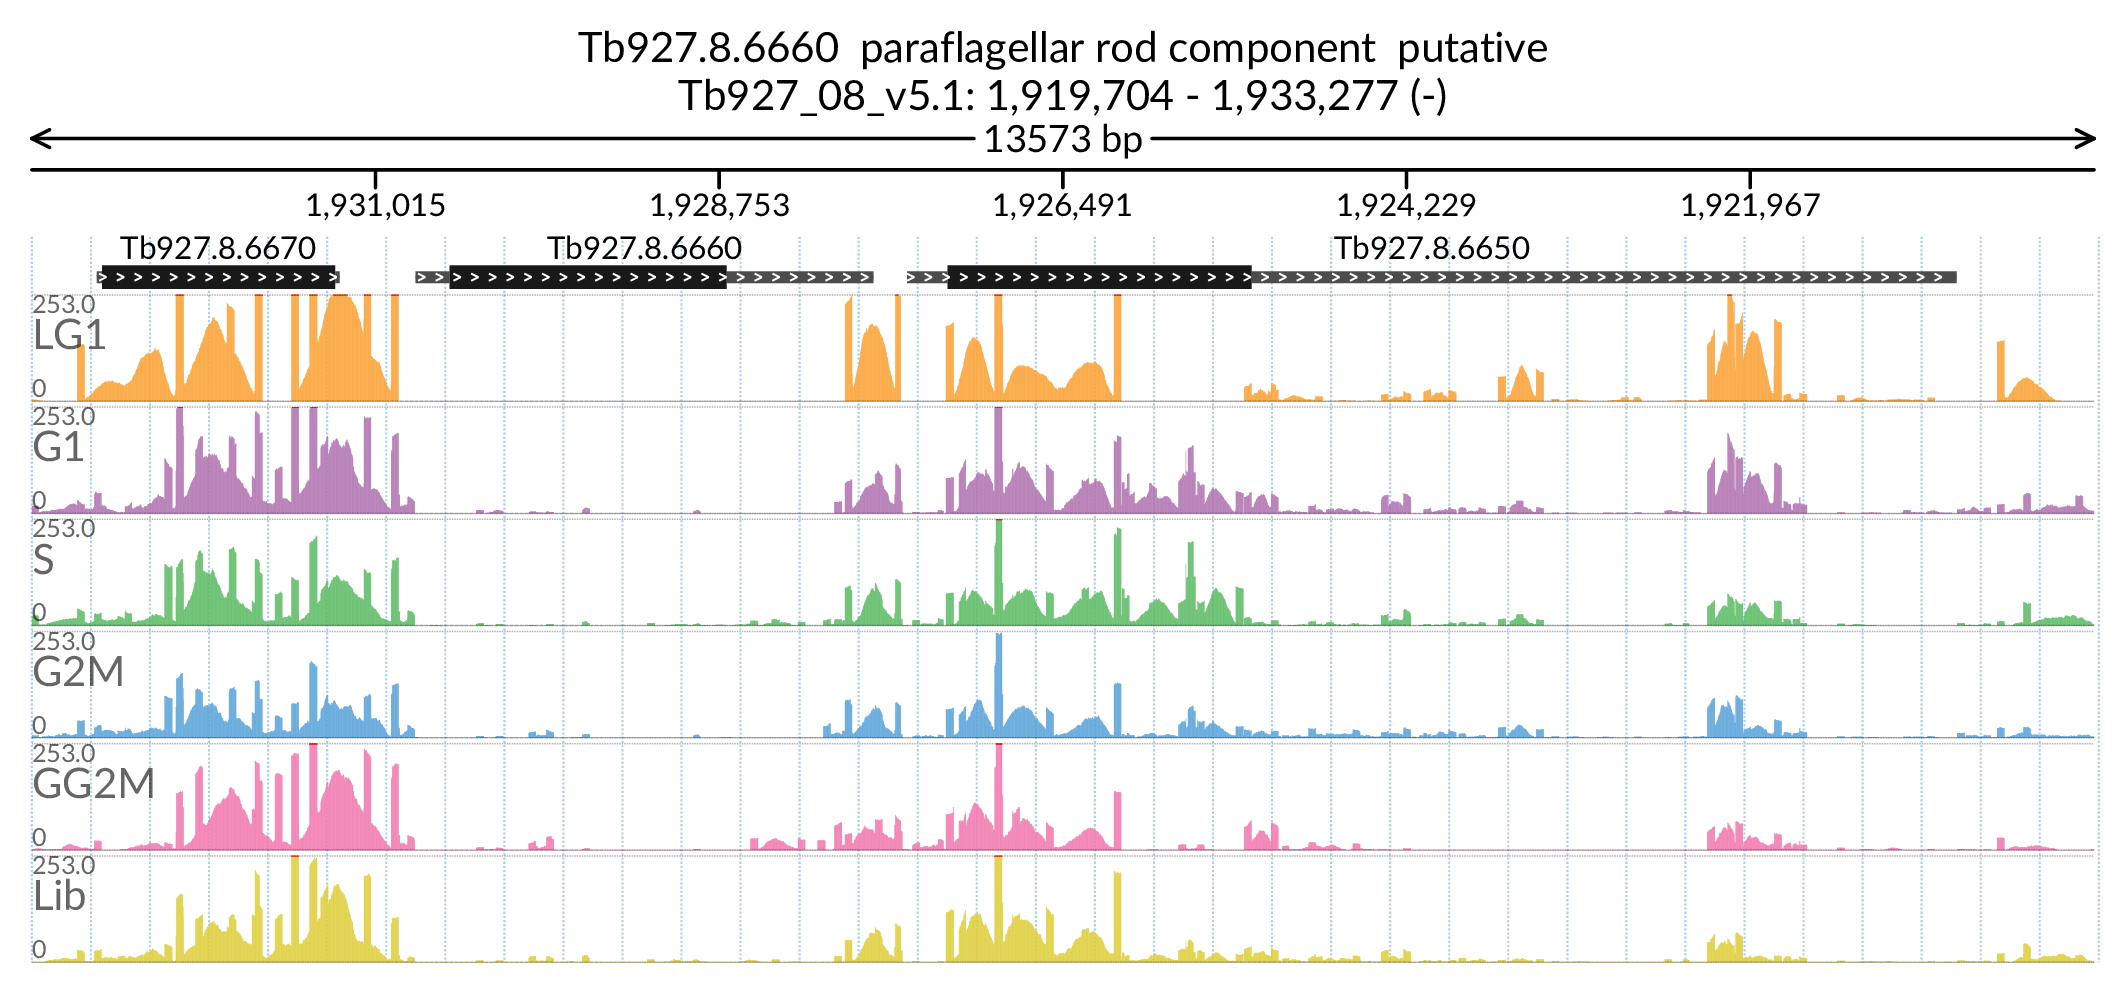 Tb927.8.6660 paraflagellar rod component putative
Tb927_08_v5.1: 1,919,704 - 1,933,277 (-)
13573 bp
1,931,015 1,928,753 1,926,491 1,924,229 1,921,967
Tb927.8.6670 Tb927.8.6660 Tb927.8.6650
253.0
LG1
0
253.0
G1
0
253.0
S
0
253.0
G2M
0
253.0
GG2M
0
253.0
Lib
0